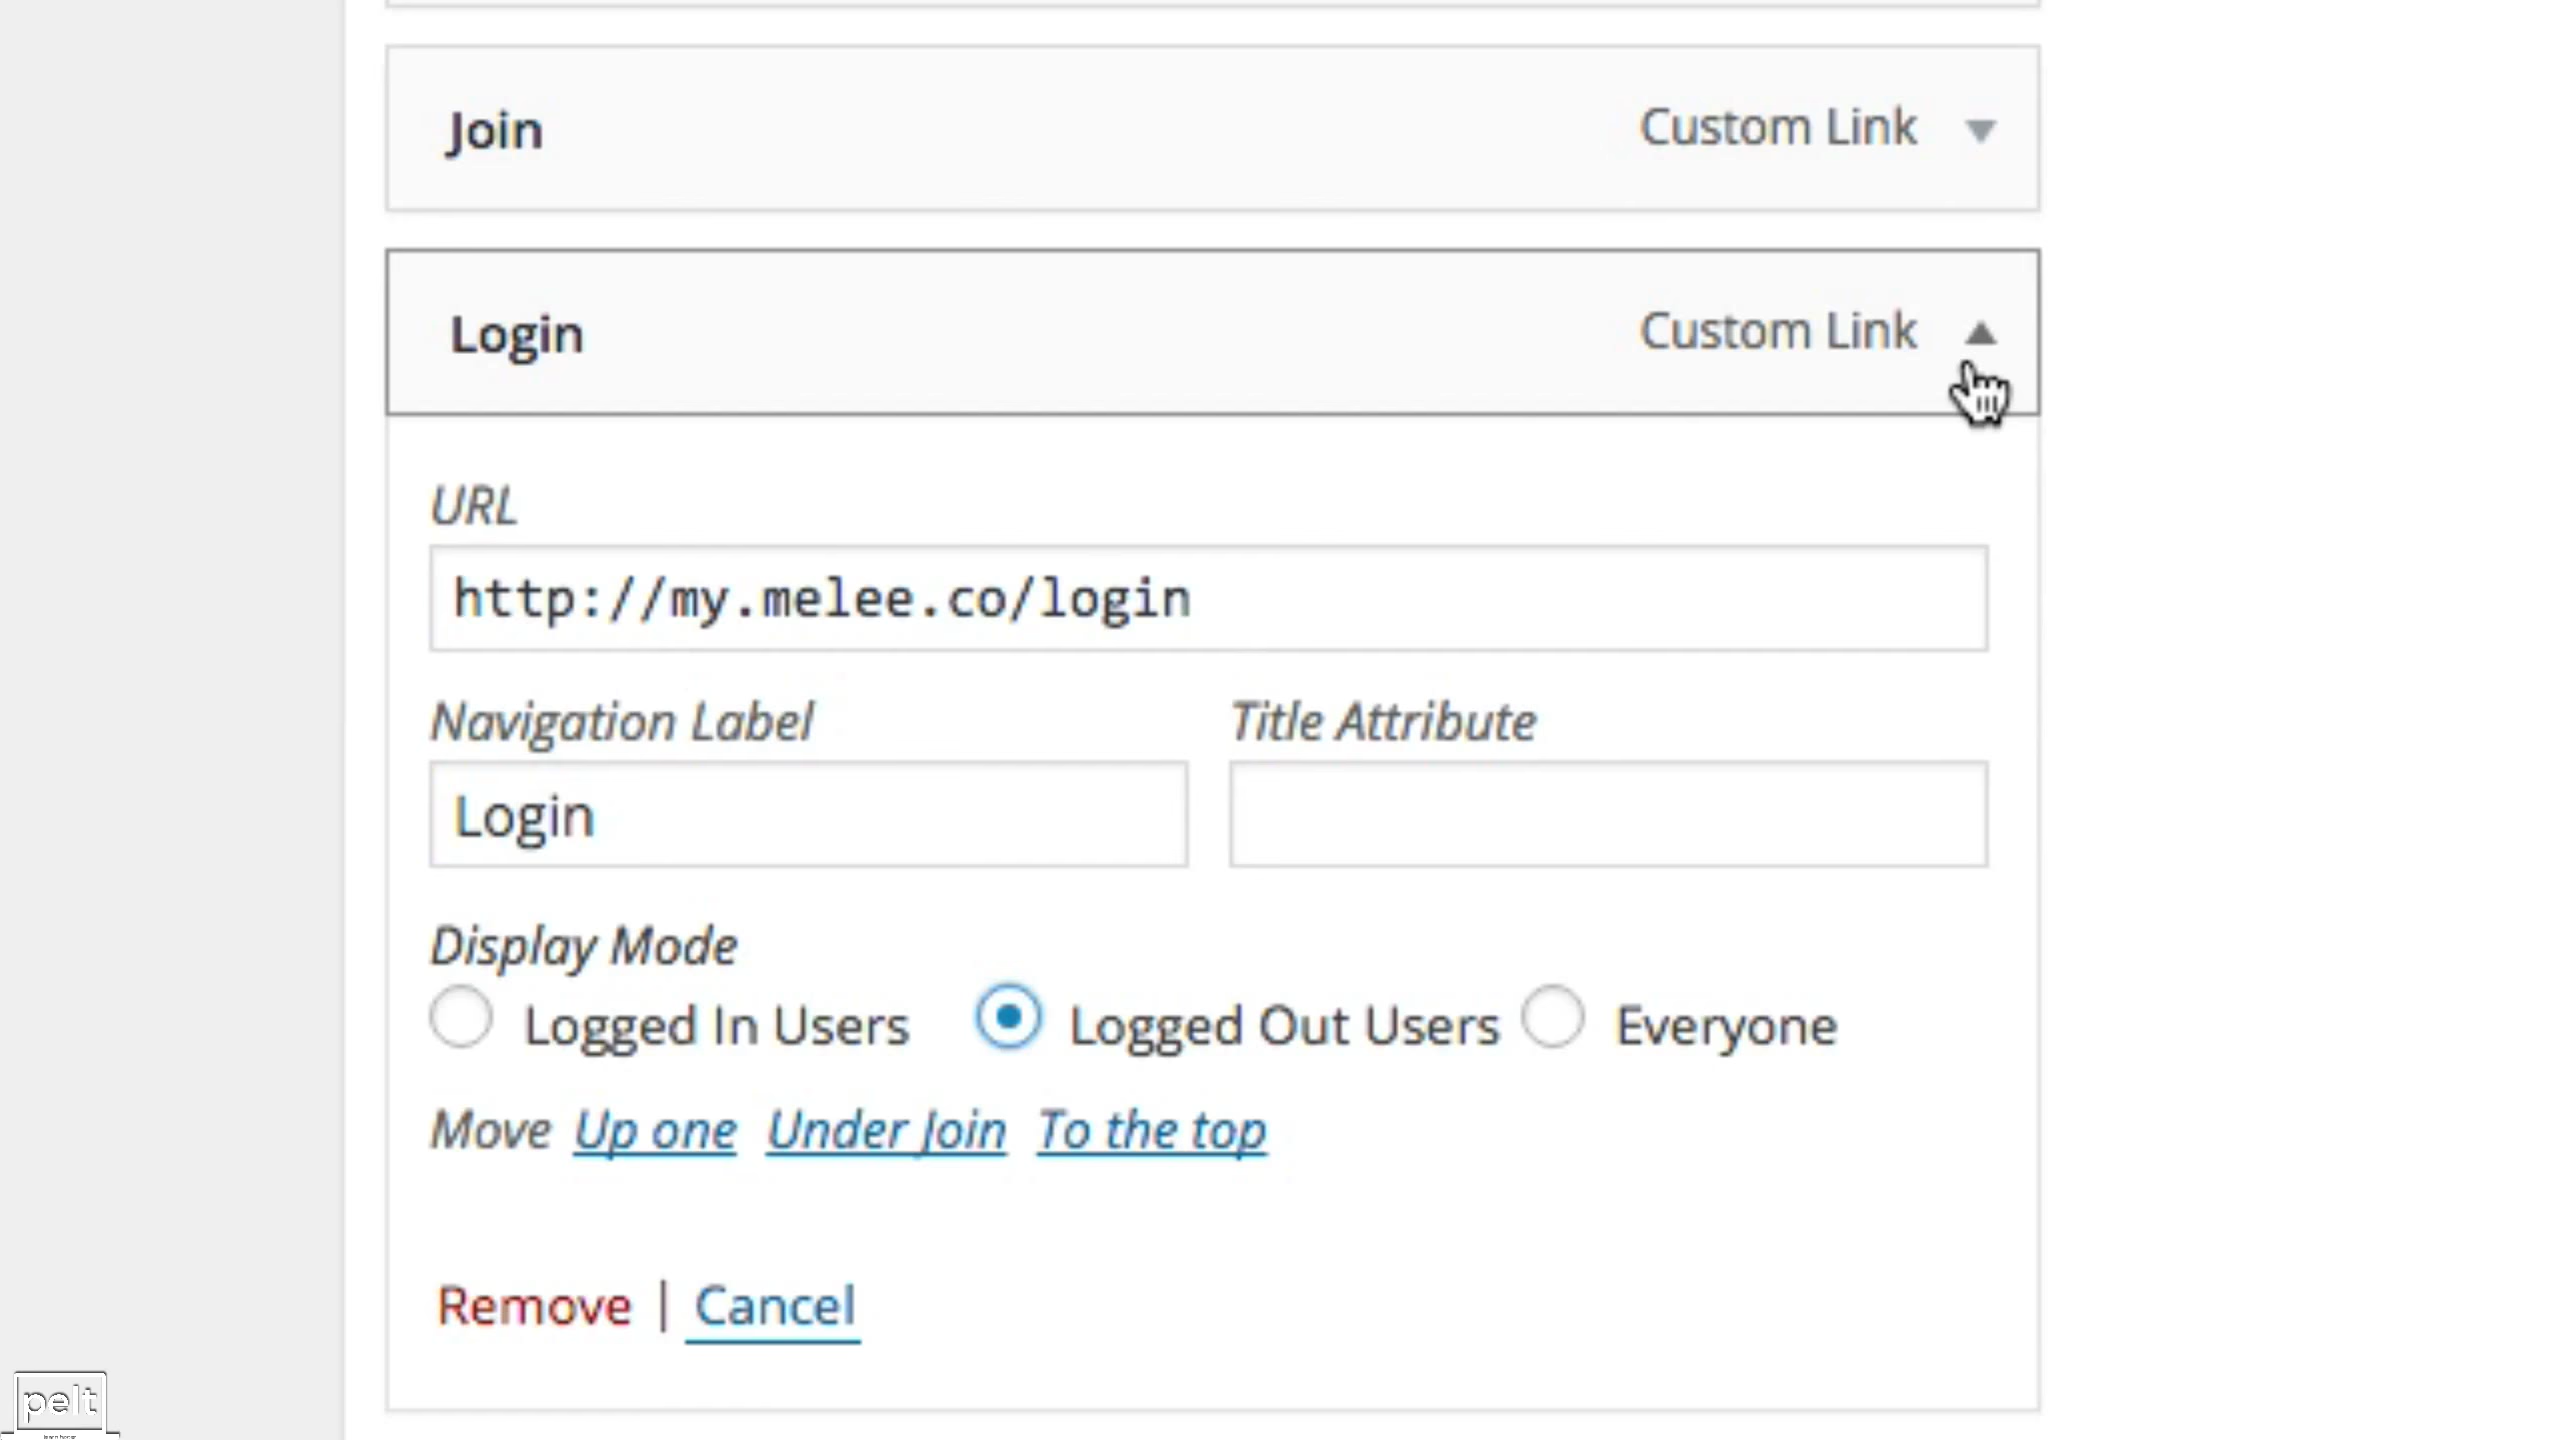 Join Custom Link
Login Custom Link
URL
http://my.melee.co/login
Navigation Label Title Attribute
Login
Display Mode
Logged In Users Logged Out Users Everyone
Move Up one Under Join To the top
Remove | Cancel
pelt